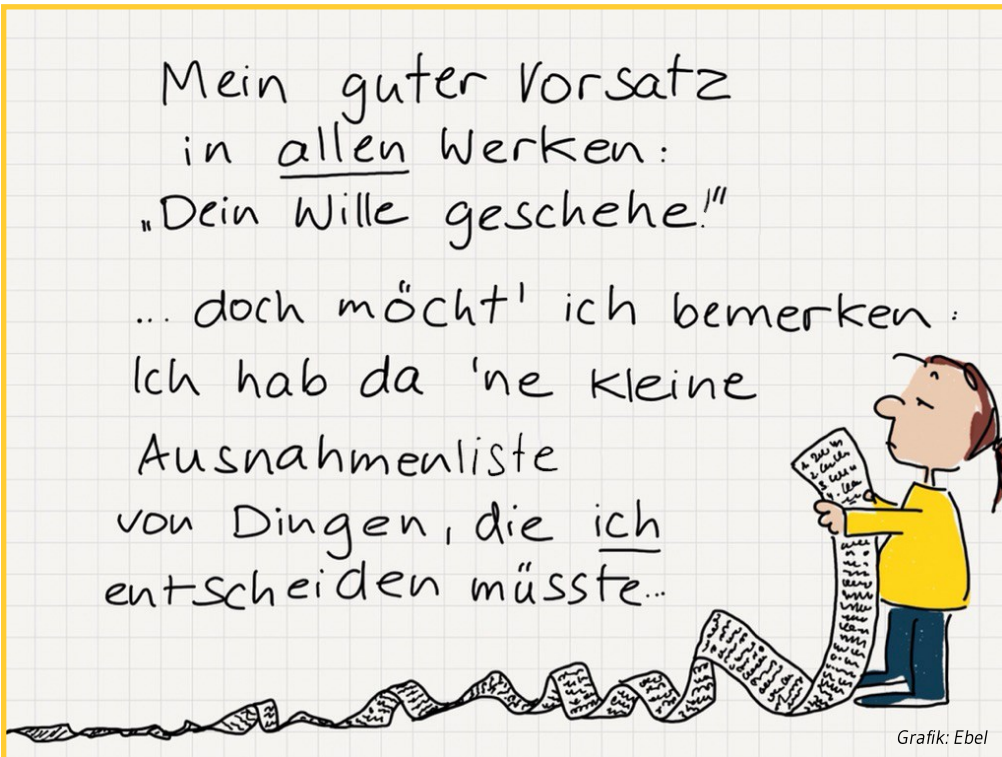 Mein guter Vorsatz
in allen Werken:
„Dein Wille geschehe!"
... doch möcht' ich bemerken:
Ich hab da 'ne kleine
Ausnahmenliste
von Dingen, die ich
entscheiden müsste...
Grafik: Ebel